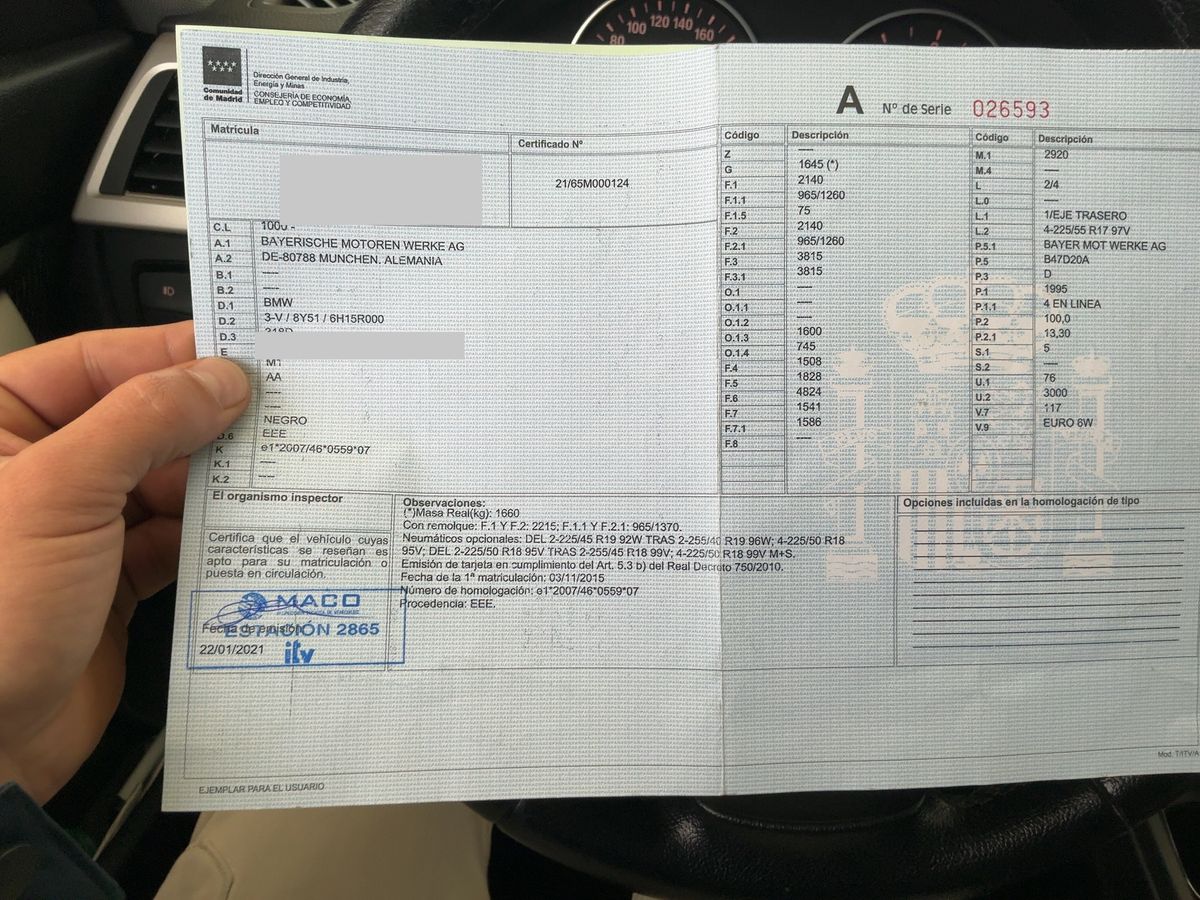 80 100 120 140 160
Comunidad de Madrid
Dirección General de Industria,
Energía y Minas
CONSEJERÍA DE ECONOMÍA,
EMPLEO Y COMPETITIVIDAD
A Nº de Serie 026593
Matrícula
Certificado Nº
21/65M000124
C.L
A.1 BAYERISCHE MOTOREN WERKE AG
A.2 DE-80788 MUNCHEN. ALEMANIA
B.1 ----
B.2 ----
D.1 BMW
D.2 3-V / 8Y51 / 6H15R000
D.3 318D
E
M1
AA
----
----
NEGRO
D.6 EEE
K e1*2007/46*0559*07
K.1 ----
K.2 ----
Código Descripción
Z ----
G 1645 (*)
F.1 2140
F.1.1 965/1260
F.1.5 75
F.2 2140
F.2.1 965/1260
F.3 3815
F.3.1 3815
O.1 ----
O.1.1 ----
O.1.2 ----
O.1.3 1600
O.1.4 745
F.4 1508
F.5 1828
F.6 4824
F.7 1541
F.7.1 1586
F.8 ----
Código Descripción
M.1 2920
M.4 ----
L 2/4
L.0 ----
L.1 1/EJE TRASERO
L.2 4-225/55 R17 97V
P.5.1 BAYER MOT WERKE AG
P.5 B47D20A
P.3 D
P.1 1995
P.1.1 4 EN LINEA
P.2 100,0
P.2.1 13,30
S.1 5
S.2 ----
U.1 76
U.2 3000
V.7 117
V.9 EURO 6W
El organismo inspector
Certifica que el vehículo cuyas
características se reseñan es
apto para su matriculación o
puesta en circulación.
MACO
ESTACIÓN 2865
Fecha de emisión
22/01/2021
itv
Observaciones:
(*)Masa Real(kg): 1660
Con remolque: F.1 Y F.2: 2215; F.1.1 Y F.2.1: 965/1370.
Neumáticos opcionales: DEL 2-225/45 R19 92W TRAS 2-255/40 R19 96W; 4-225/50 R18
95V; DEL 2-225/50 R18 95V TRAS 2-255/45 R18 99V; 4-225/50 R18 99V M+S.
Emisión de tarjeta en cumplimiento del Art. 5.3 b) del Real Decreto 750/2010.
Fecha de la 1ª matriculación: 03/11/2015
Número de homologación: e1*2007/46*0559*07
Procedencia: EEE.
Opciones incluidas en la homologación de tipo
EJEMPLAR PARA EL USUARIO
Mod. T/ITV/A